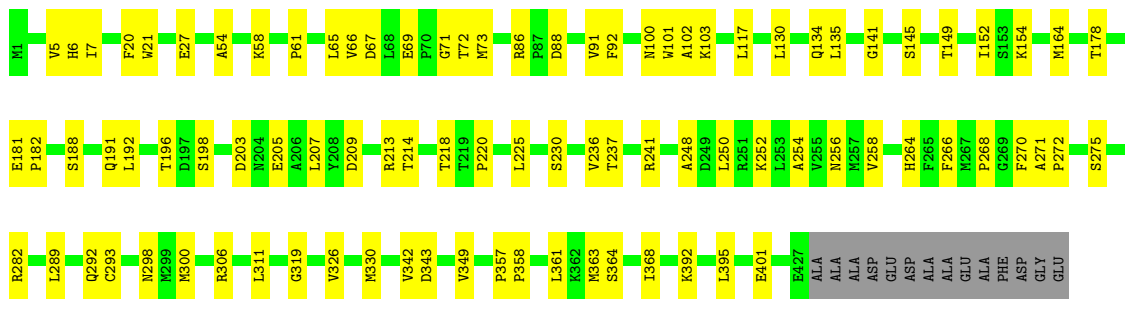 M1 V5 H6 I7 F20 W21 E27 A54 K58 P61 L65 V66 D67 L68 E69 P70 G71 T72 M73 R86 P87 D88 V91 F92 N100 W101 A102 K103 L117 L130 Q134 L135 G141 S145 T149 I152 S153 K154 M164 T178
E181 P182 S188 Q191 L192 T196 D197 S198 D203 N204 E205 A206 L207 Y208 D209 R213 T214 T218 T219 P220 L225 S230 V236 T237 R241 A248 D249 L250 R251 K252 L253 A254 V255 N256 M257 V258 H264 F265 F266 M267 P268 G269 F270 A271 P272 S275
R282 L289 Q292 C293 N298 M299 M300 R306 L311 G319 V326 M330 V342 D343 V349 P357 P358 L361 K362 M363 S364 I368 K392 L395 E401 E427 ALA ALA ALA ASP GLU ASP ALA ALA GLU ALA PHE ASP GLY GLU